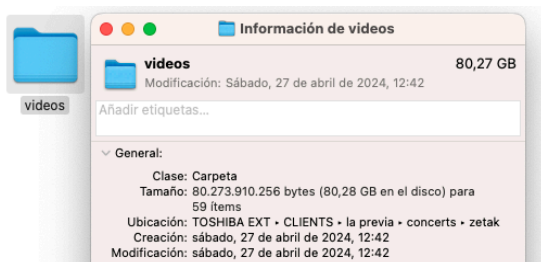 Información de videos
videos 80,27 GB
Modificación: Sábado, 27 de abril de 2024, 12:42
videos
Añadir etiquetas...
General:
Clase: Carpeta
Tamaño: 80.273.910.256 bytes (80,28 GB en el disco) para
59 ítems
Ubicación: TOSHIBA EXT ‣ CLIENTS ‣ la previa ‣ concerts ‣ zetak
Creación: sábado, 27 de abril de 2024, 12:42
Modificación: sábado, 27 de abril de 2024, 12:42